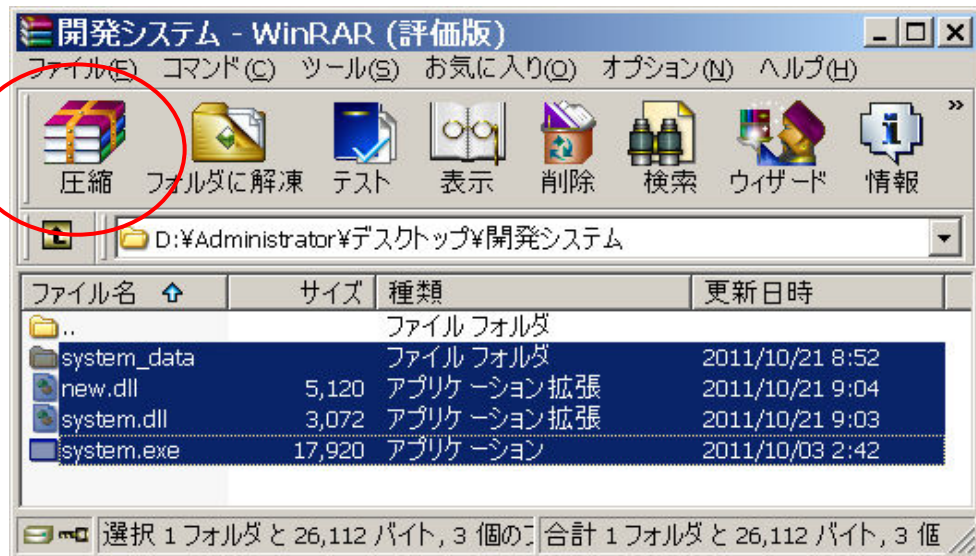 開発システム - WinRAR (評価版)
ファイル(F) コマンド(C) ツール(S) お気に入り(O) オプション(N) ヘルプ(H)
圧縮 フォルダに解凍 テスト 表示 削除 検索 ウィザード 情報 »
D:¥Administrator¥デスクトップ¥開発システム
ファイル名 サイズ 種類 更新日時
.. ファイル フォルダ
system_data ファイル フォルダ 2011/10/21 8:52
new.dll 5,120 アプリケーション拡張 2011/10/21 9:04
system.dll 3,072 アプリケーション拡張 2011/10/21 9:03
system.exe 17,920 アプリケーション 2011/10/03 2:42
選択 1 フォルダ と 26,112 バイト, 3 個の 合計 1 フォルダ と 26,112 バイト, 3 個